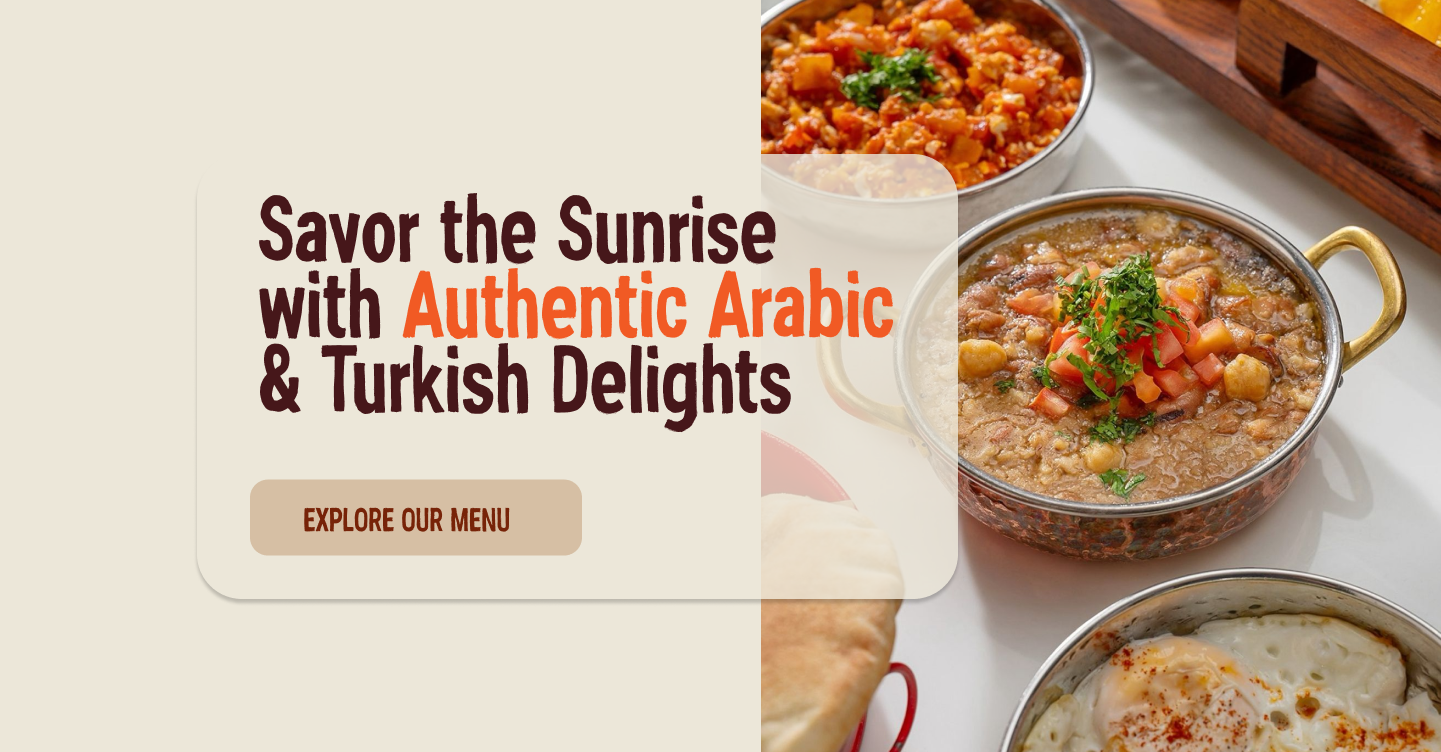 Savor the Sunrise
with Authentic Arabic
& Turkish Delights
EXPLORE OUR MENU